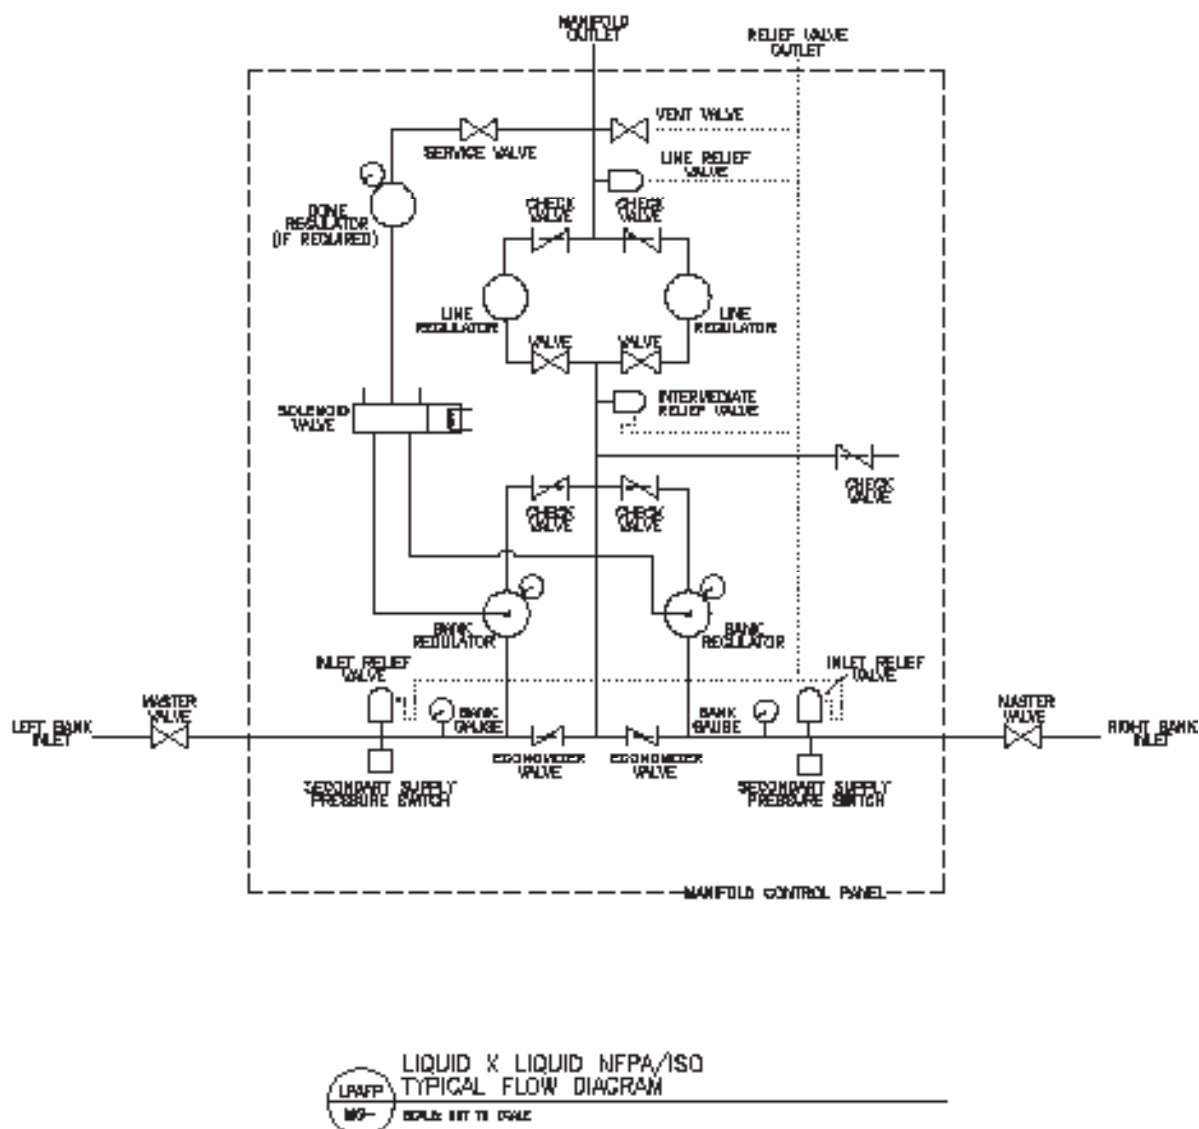 MANIFOLD
OUTLET
RELIEF VALVE
OUTLET
VENT VALVE
SERVICE VALVE
LINE RELIEF
VALVE
DOME
REGULATOR
(IF REQUIRED)
CHECK
VALVE
CHECK
VALVE
LINE
REGULATOR
LINE
REGULATOR
VALVE
VALVE
SOLENOID
VALVE
INTERMEDIATE
RELIEF VALVE
CHECK
VALVE
CHECK
VALVE
CHECK
VALVE
BANK
REGULATOR
BANK
REGULATOR
INLET RELIEF
VALVE
INLET RELIEF
VALVE
MASTER
VALVE
BANK
GAUGE
BANK
GAUGE
MASTER
VALVE
LEFT BANK
INLET
RIGHT BANK
INLET
ECONOMIZER
VALVE
ECONOMIZER
VALVE
SECONDARY SUPPLY
PRESSURE SWITCH
SECONDARY SUPPLY
PRESSURE SWITCH
MANIFOLD CONTROL PANEL
LIQUID X LIQUID NFPA/ISO
TYPICAL FLOW DIAGRAM
SCALE: NOT TO SCALE